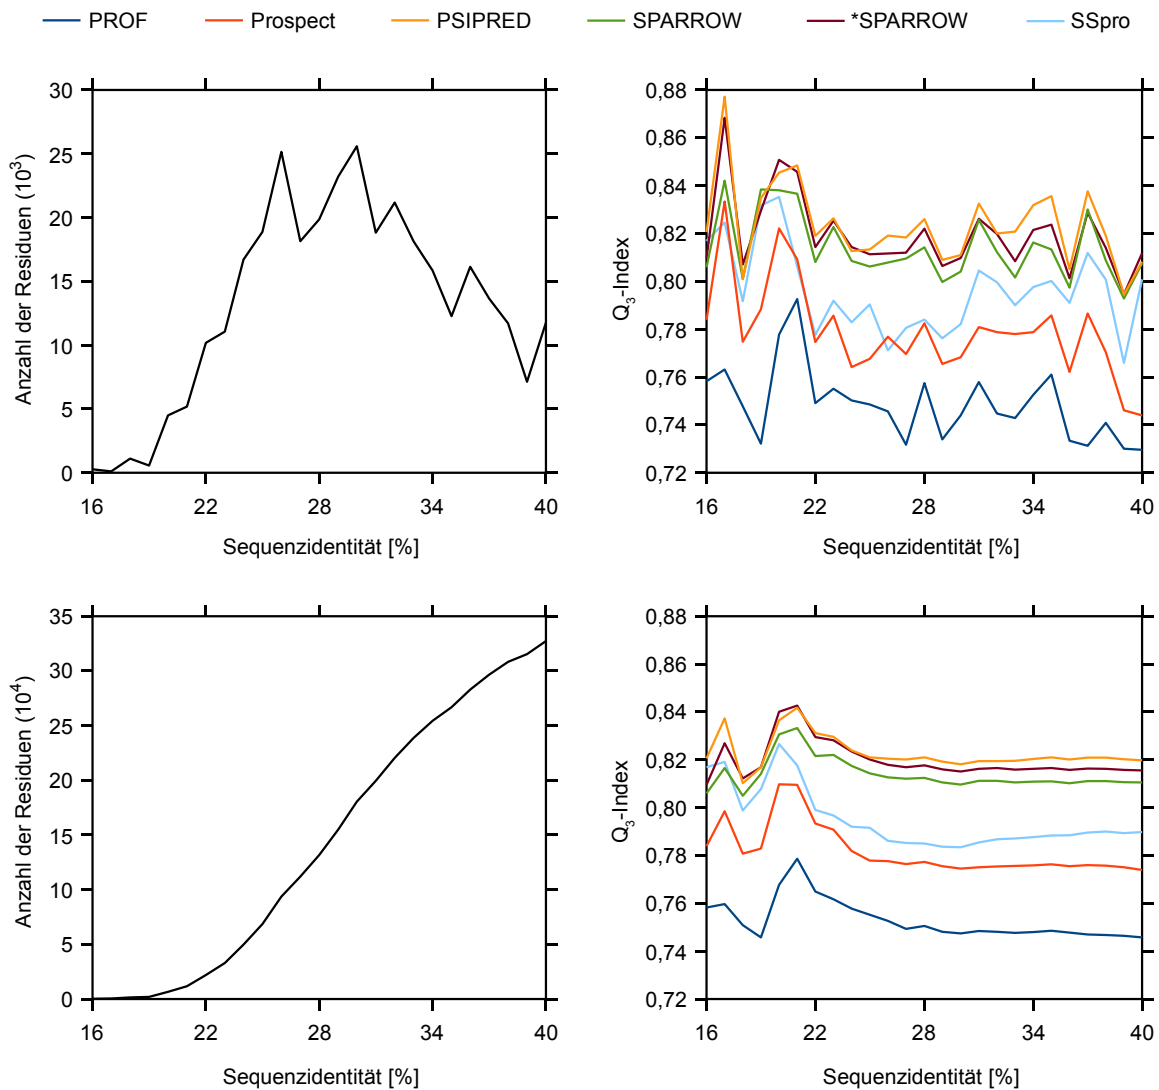 PROF Prospect PSIPRED SPARROW *SPARROW SSpro
Anzahl der Residuen (10³)
30
25
20
15
10
5
0
16 22 28 34 40
Sequenzidentität [%]
Q₃-Index
0,88
0,86
0,84
0,82
0,80
0,78
0,76
0,74
0,72
16 22 28 34 40
Sequenzidentität [%]
Anzahl der Residuen (10⁴)
35
30
25
20
15
10
5
0
16 22 28 34 40
Sequenzidentität [%]
Q₃-Index
0,88
0,86
0,84
0,82
0,80
0,78
0,76
0,74
0,72
16 22 28 34 40
Sequenzidentität [%]